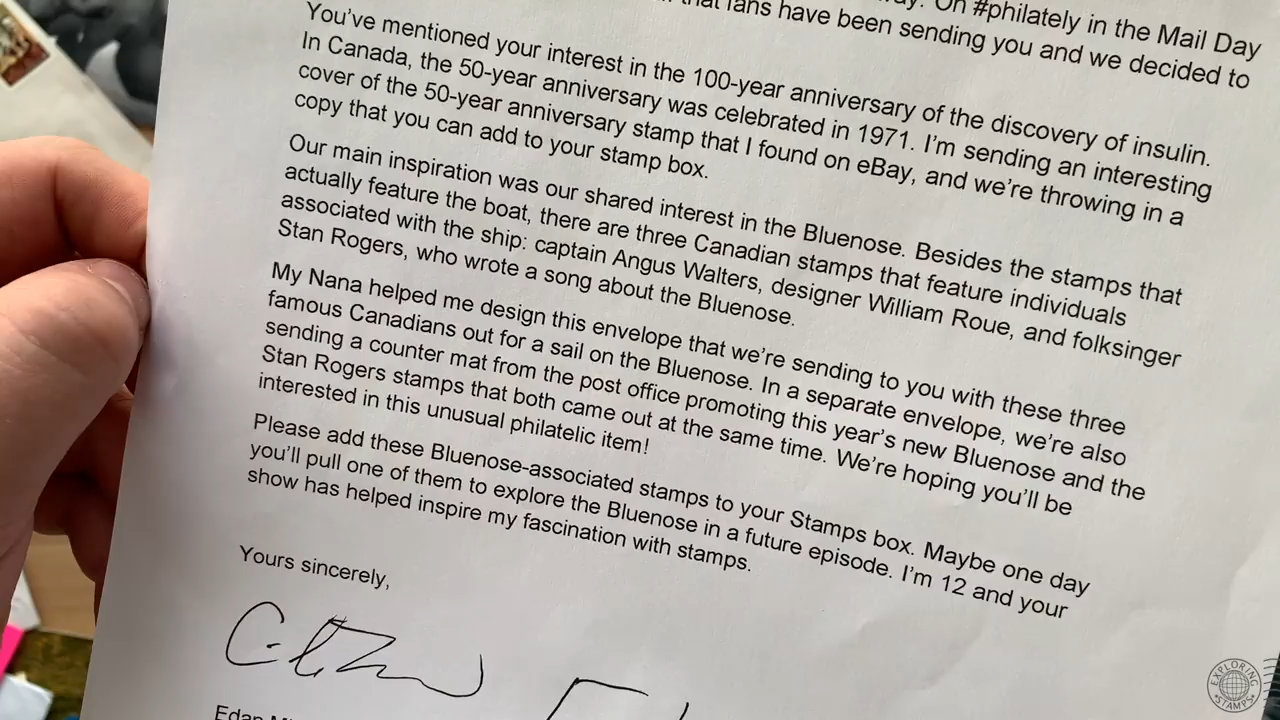 On #philately in the Mail Day
that fans have been sending you and we decided to
You've mentioned your interest in the 100-year anniversary of the discovery of insulin.
In Canada, the 50-year anniversary was celebrated in 1971. I'm sending an interesting
cover of the 50-year anniversary stamp that I found on eBay, and we're throwing in a
copy that you can add to your stamp box.
Our main inspiration was our shared interest in the Bluenose. Besides the stamps that
actually feature the boat, there are three Canadian stamps that feature individuals
associated with the ship: captain Angus Walters, designer William Roue, and folksinger
Stan Rogers, who wrote a song about the Bluenose.
My Nana helped me design this envelope that we're sending to you with these three
famous Canadians out for a sail on the Bluenose. In a separate envelope, we're also
sending a counter mat from the post office promoting this year's new Bluenose and the
Stan Rogers stamps that both came out at the same time. We're hoping you'll be
interested in this unusual philatelic item!
Please add these Bluenose-associated stamps to your Stamps box. Maybe one day
you'll pull one of them to explore the Bluenose in a future episode. I'm 12 and your
show has helped inspire my fascination with stamps.
Yours sincerely,
Edan
EXPLORING
STAMPS